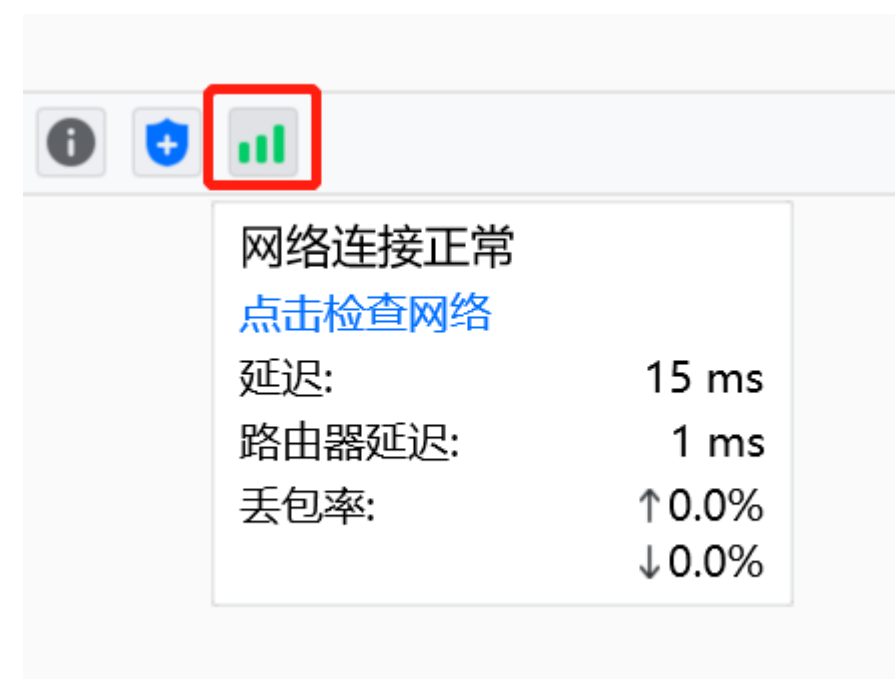 网络连接正常
点击检查网络
延迟: 15 ms
路由器延迟: 1 ms
丢包率: ↑0.0%
↓0.0%